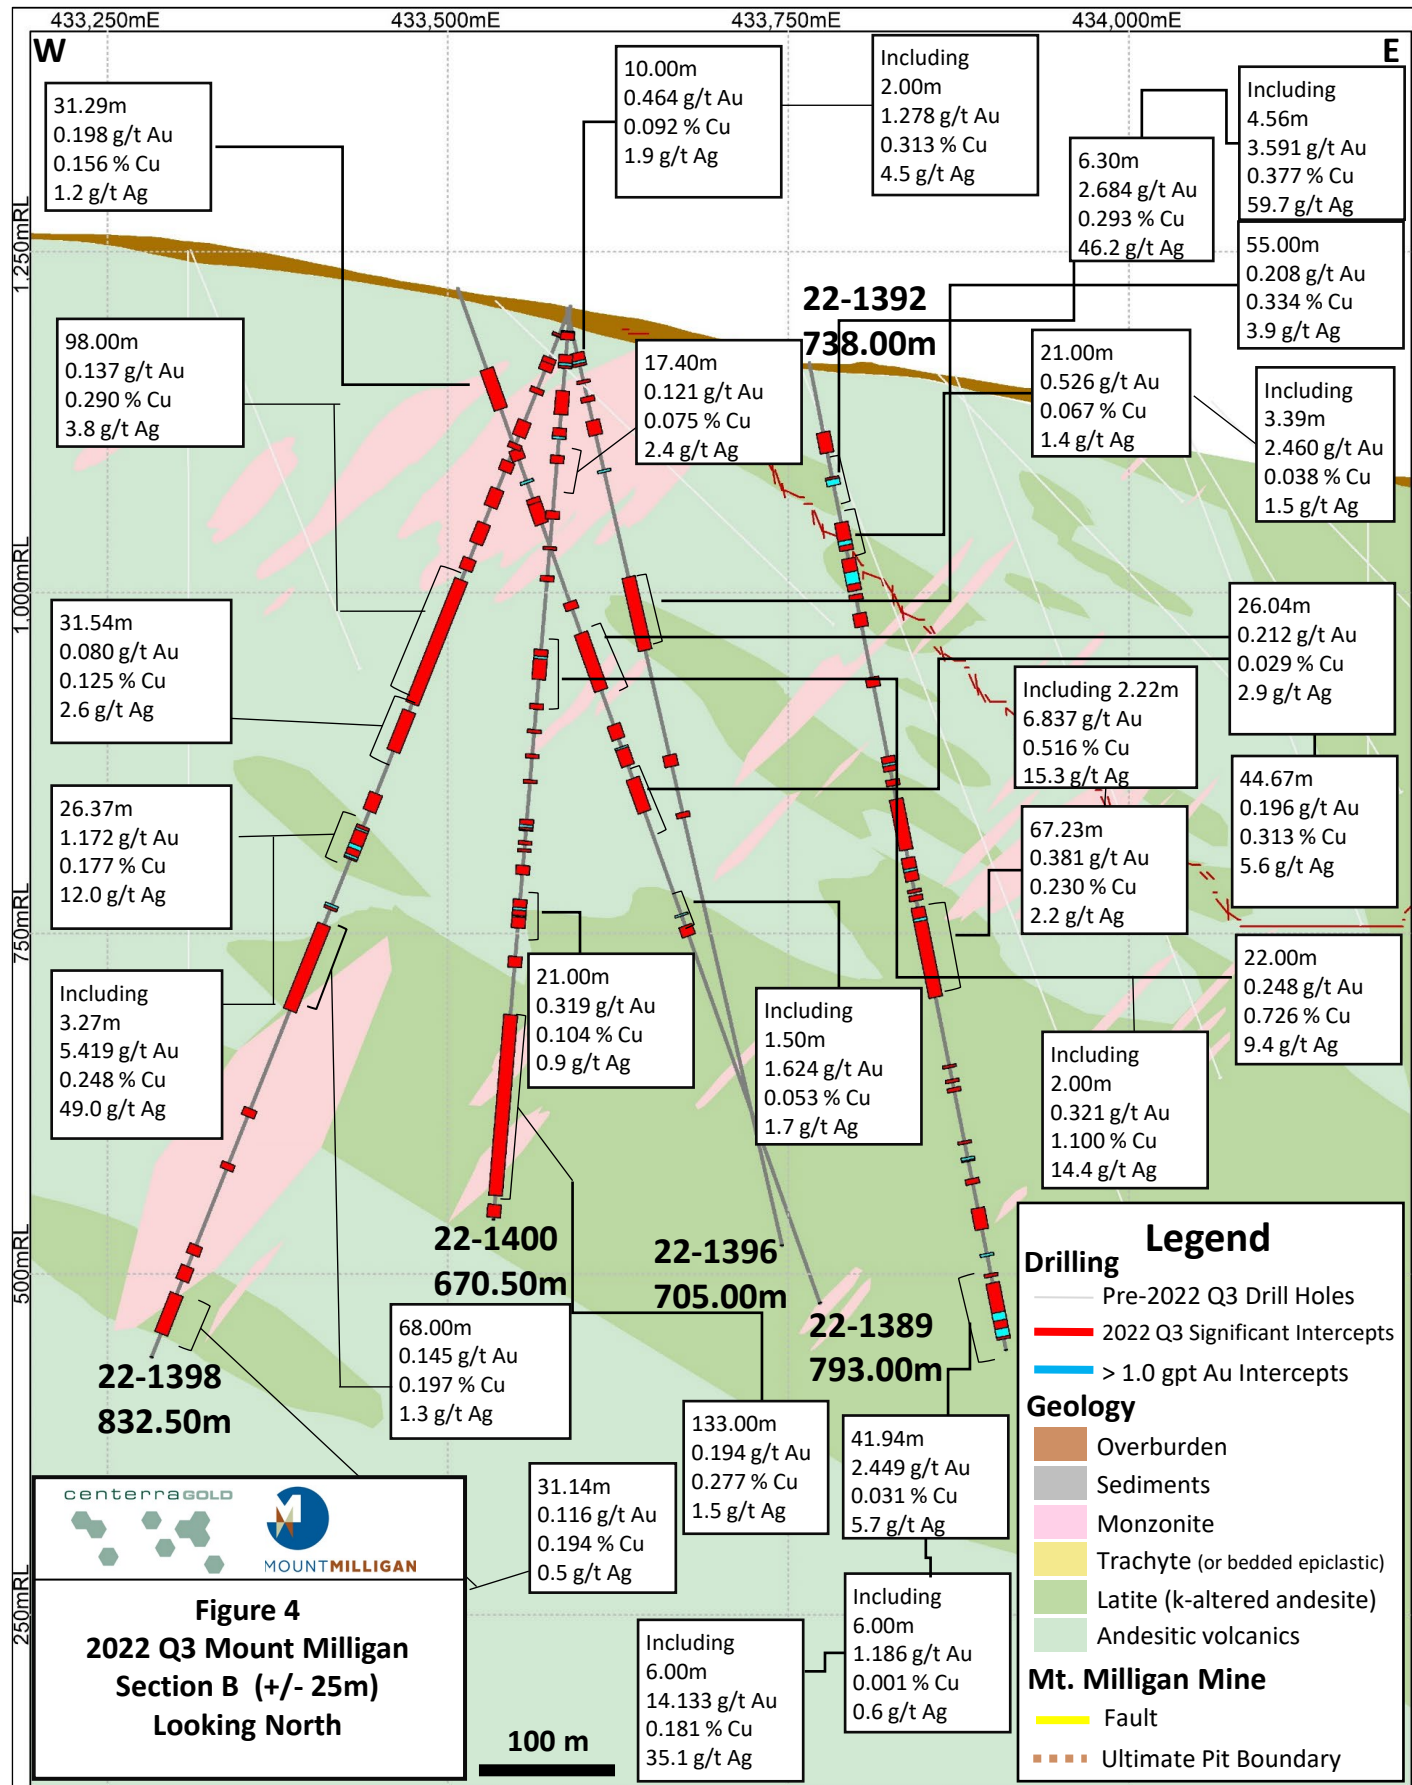 433,250mE
433,500mE
433,750mE
434,000mE
W
E
31.29m
0.198 g/t Au
0.156 % Cu
1.2 g/t Ag
10.00m
0.464 g/t Au
0.092 % Cu
1.9 g/t Ag
Including
2.00m
1.278 g/t Au
0.313 % Cu
4.5 g/t Ag
6.30m
2.684 g/t Au
0.293 % Cu
46.2 g/t Ag
Including
4.56m
3.591 g/t Au
0.377 % Cu
59.7 g/t Ag
55.00m
0.208 g/t Au
0.334 % Cu
3.9 g/t Ag
1,250mRL
22-1392
738.00m
98.00m
0.137 g/t Au
0.290 % Cu
3.8 g/t Ag
17.40m
0.121 g/t Au
0.075 % Cu
2.4 g/t Ag
21.00m
0.526 g/t Au
0.067 % Cu
1.4 g/t Ag
Including
3.39m
2.460 g/t Au
0.038 % Cu
1.5 g/t Ag
1,000mRL
31.54m
0.080 g/t Au
0.125 % Cu
2.6 g/t Ag
26.04m
0.212 g/t Au
0.029 % Cu
2.9 g/t Ag
Including 2.22m
6.837 g/t Au
0.516 % Cu
15.3 g/t Ag
44.67m
0.196 g/t Au
0.313 % Cu
5.6 g/t Ag
26.37m
1.172 g/t Au
0.177 % Cu
12.0 g/t Ag
67.23m
0.381 g/t Au
0.230 % Cu
2.2 g/t Ag
750mRL
Including
3.27m
5.419 g/t Au
0.248 % Cu
49.0 g/t Ag
21.00m
0.319 g/t Au
0.104 % Cu
0.9 g/t Ag
Including
1.50m
1.624 g/t Au
0.053 % Cu
1.7 g/t Ag
22.00m
0.248 g/t Au
0.726 % Cu
9.4 g/t Ag
Including
2.00m
0.321 g/t Au
1.100 % Cu
14.4 g/t Ag
500mRL
22-1400
670.50m
22-1396
705.00m
22-1389
793.00m
22-1398
832.50m
68.00m
0.145 g/t Au
0.197 % Cu
1.3 g/t Ag
133.00m
0.194 g/t Au
0.277 % Cu
1.5 g/t Ag
41.94m
2.449 g/t Au
0.031 % Cu
5.7 g/t Ag
31.14m
0.116 g/t Au
0.194 % Cu
0.5 g/t Ag
Including
6.00m
1.186 g/t Au
0.001 % Cu
0.6 g/t Ag
Including
6.00m
14.133 g/t Au
0.181 % Cu
35.1 g/t Ag
250mRL
centerraGOLD
M
MOUNTMILLIGAN
Figure 4
2022 Q3 Mount Milligan
Section B (+/- 25m)
Looking North
100 m
Legend
Drilling
Pre-2022 Q3 Drill Holes
2022 Q3 Significant Intercepts
> 1.0 gpt Au Intercepts
Geology
Overburden
Sediments
Monzonite
Trachyte (or bedded epiclastic)
Latite (k-altered andesite)
Andesitic volcanics
Mt. Milligan Mine
Fault
Ultimate Pit Boundary